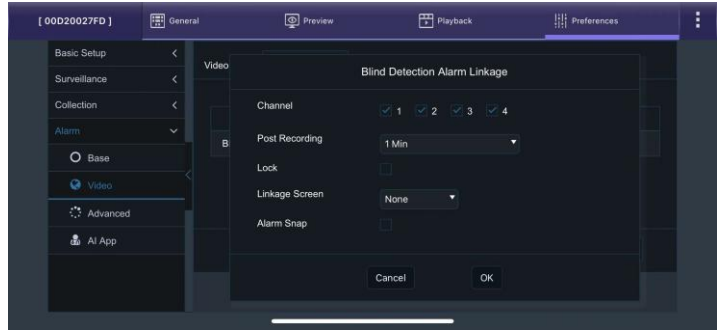 [ 00D20027FD ] General Preview Playback Preferences
Basic Setup
Surveillance
Collection
Alarm
Base
Video
Advanced
AI App
Video
B
Blind Detection Alarm Linkage
Channel 1 2 3 4
Post Recording 1 Min
Lock
Linkage Screen None
Alarm Snap
Cancel OK